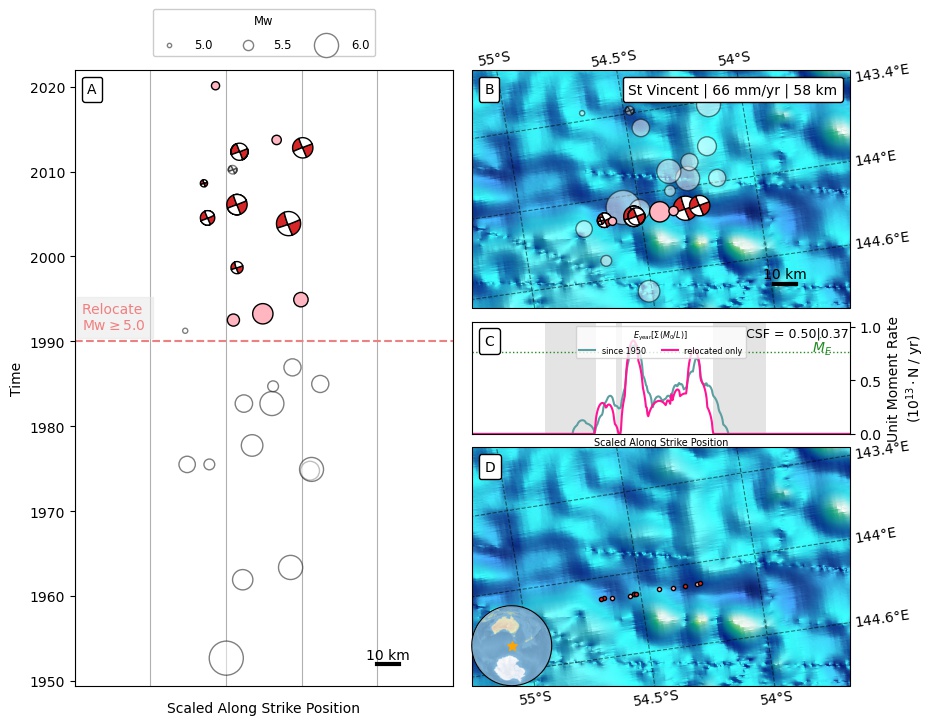 Mw
5.0 5.5 6.0
A
2020
2010
2000
1990
1980
1970
1960
1950
Time
Relocate
Mw ≥ 5.0
10 km
Scaled Along Strike Position
55°S 54.5°S 54°S
B
St Vincent | 66 mm/yr | 58 km
143.4°E
144°E
144.6°E
10 km
C
E_year[Σ(M_0/L)]
since 1950 relocated only
CSF = 0.50|0.37
M_E
1.0
0.5
0.0
Unit Moment Rate
(10^13 · N / yr)
Scaled Along Strike Position
D
143.4°E
144°E
144.6°E
55°S 54.5°S 54°S